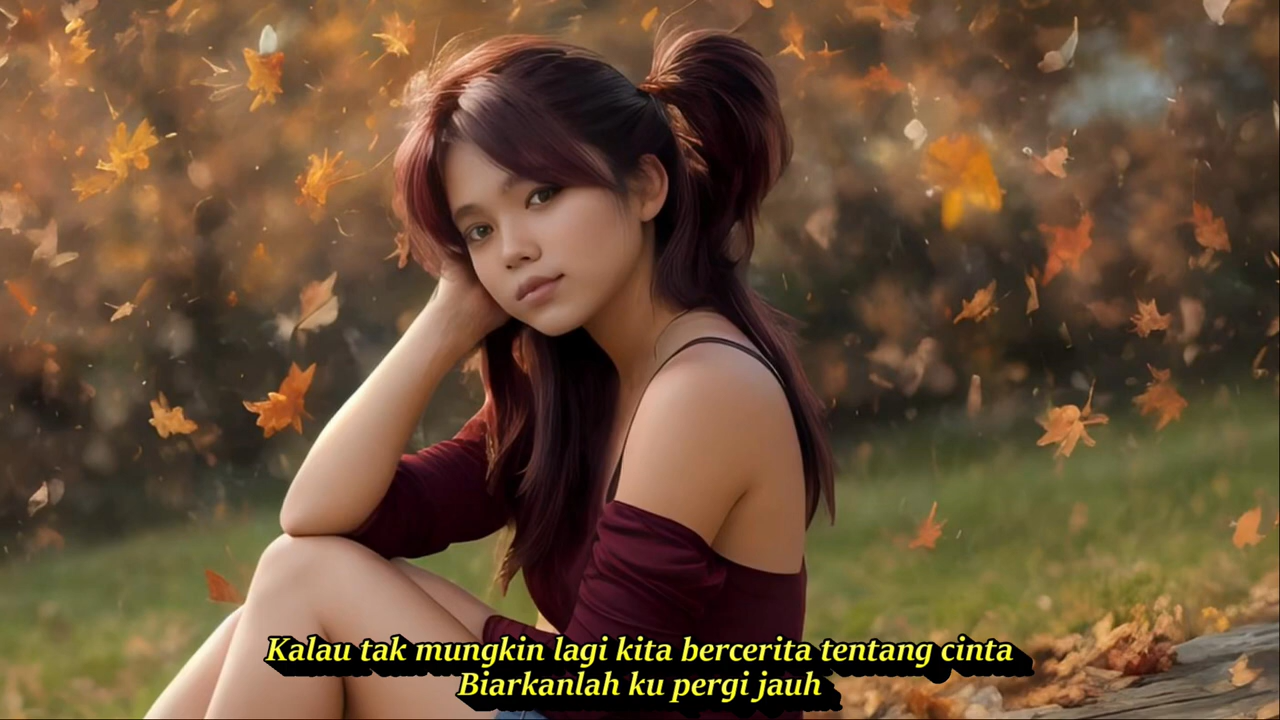 Kalau tak mungkin lagi kita bercerita tentang cinta
Biarkanlah ku pergi jauh